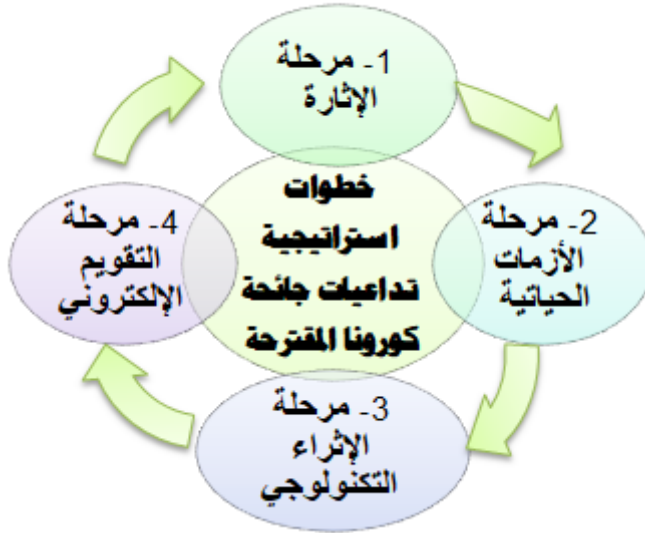 1- مرحلة
الإثارة
2- مرحلة
الأزمات
الحياتية
3- مرحلة
الإثراء
التكنولوجي
4- مرحلة
التقويم
الإلكتروني
خطوات
استراتيجية
تداعيات جائحة
كورونا المقترحة